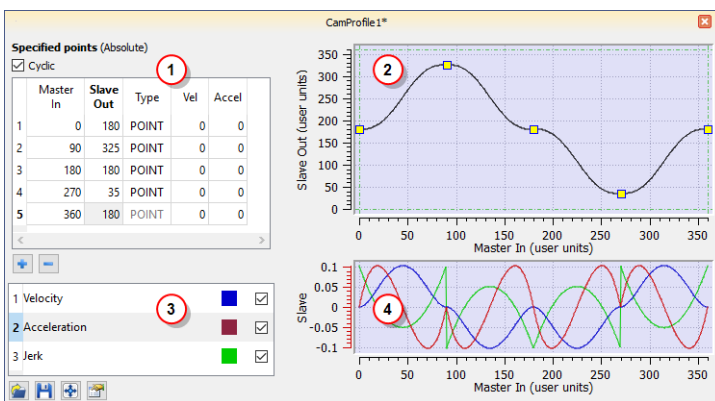 CamProfile1*
Specified points (Absolute)
Cyclic
Master In Slave Out Type Vel Accel
1 0 180 POINT 0 0
2 90 325 POINT 0 0
3 180 180 POINT 0 0
4 270 35 POINT 0 0
5 360 180 POINT 0 0
1
1 Velocity
2 Acceleration
3 Jerk
3
Slave Out (user units)
350
300
250
200
150
100
50
0
2
0 50 100 150 200 250 300 350
Master In (user units)
Slave
0.1
0.05
0
-0.05
-0.1
4
0 50 100 150 200 250 300 350
Master In (user units)